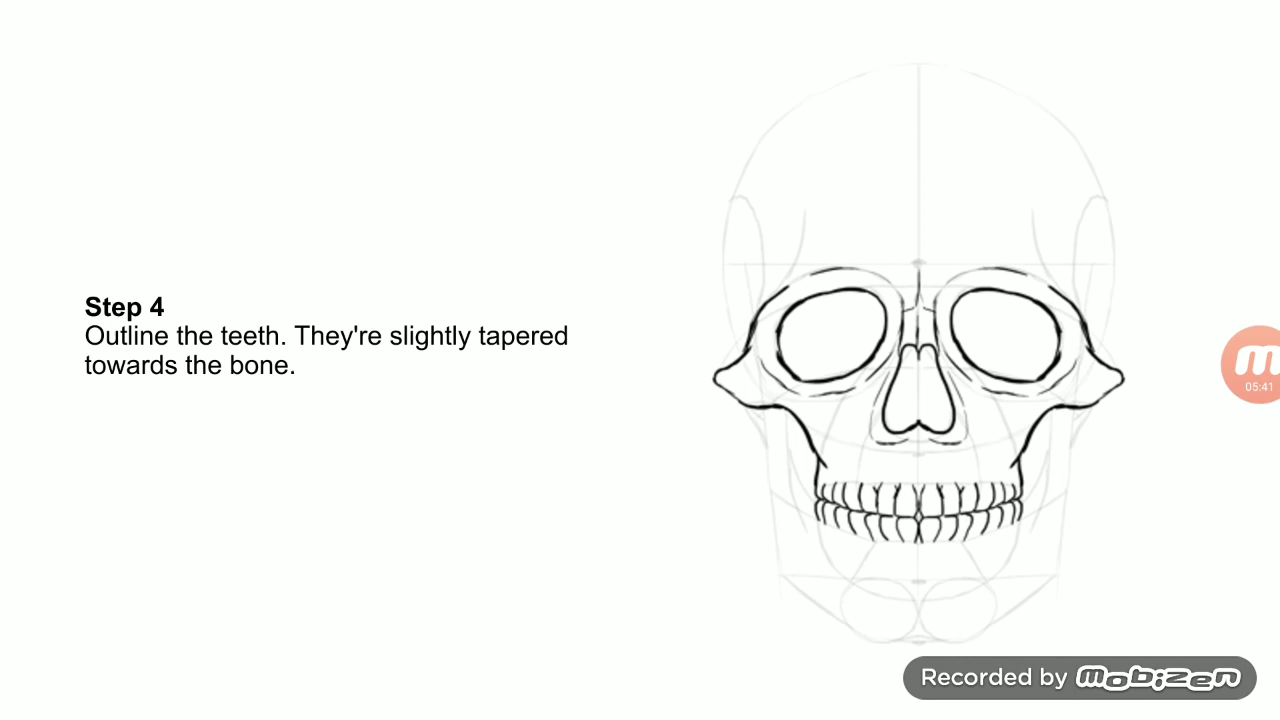 Step 4
Outline the teeth. They're slightly tapered
towards the bone.
05:41
Recorded by mobizen